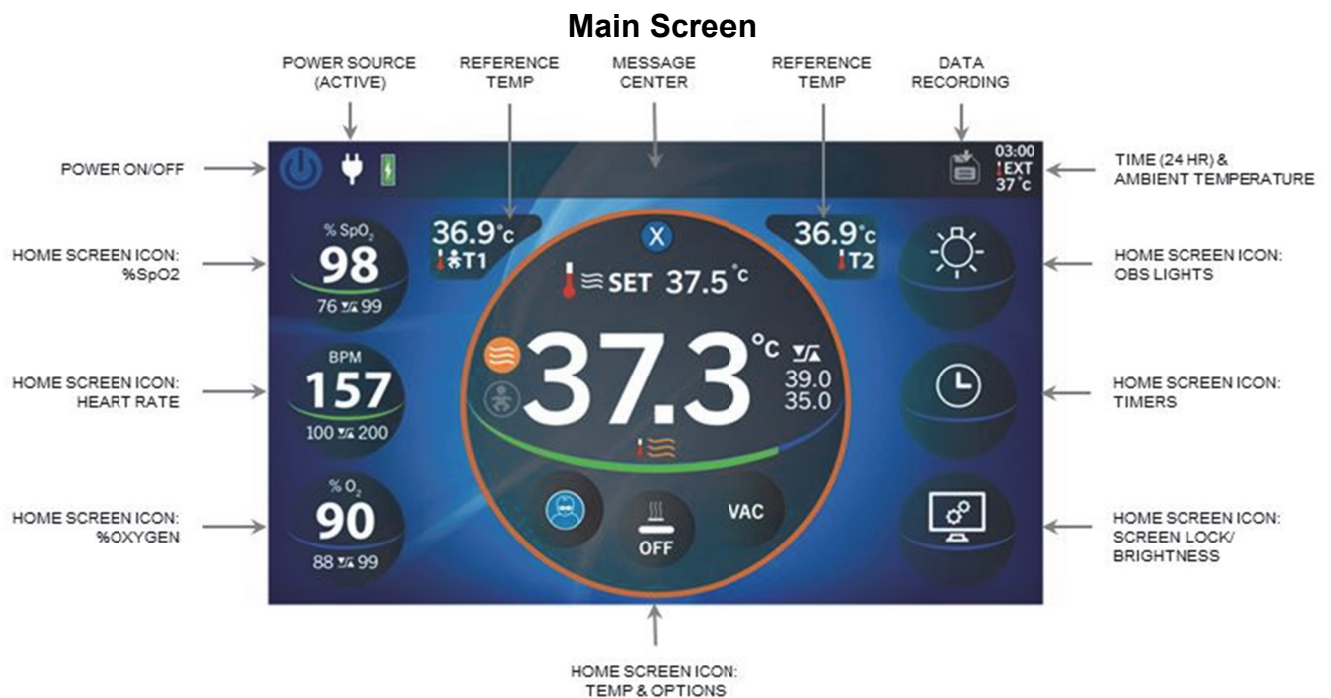 Main Screen
POWER SOURCE
(ACTIVE)
REFERENCE
TEMP
MESSAGE
CENTER
REFERENCE
TEMP
DATA
RECORDING
POWER ON/OFF
03:00
EXT
37°c
TIME (24 HR) &
AMBIENT TEMPERATURE
HOME SCREEN ICON:
%SpO2
% SpO₂
98
76 99
36.9°c
T1
X
SET 37.5°c
36.9°c
T2
HOME SCREEN ICON:
OBS LIGHTS
HOME SCREEN ICON:
HEART RATE
BPM
157
100 200
37.3°c
39.0
35.0
HOME SCREEN ICON:
TIMERS
HOME SCREEN ICON:
%OXYGEN
% O₂
90
88 99
OFF
VAC
HOME SCREEN ICON:
SCREEN LOCK/
BRIGHTNESS
HOME SCREEN ICON:
TEMP & OPTIONS